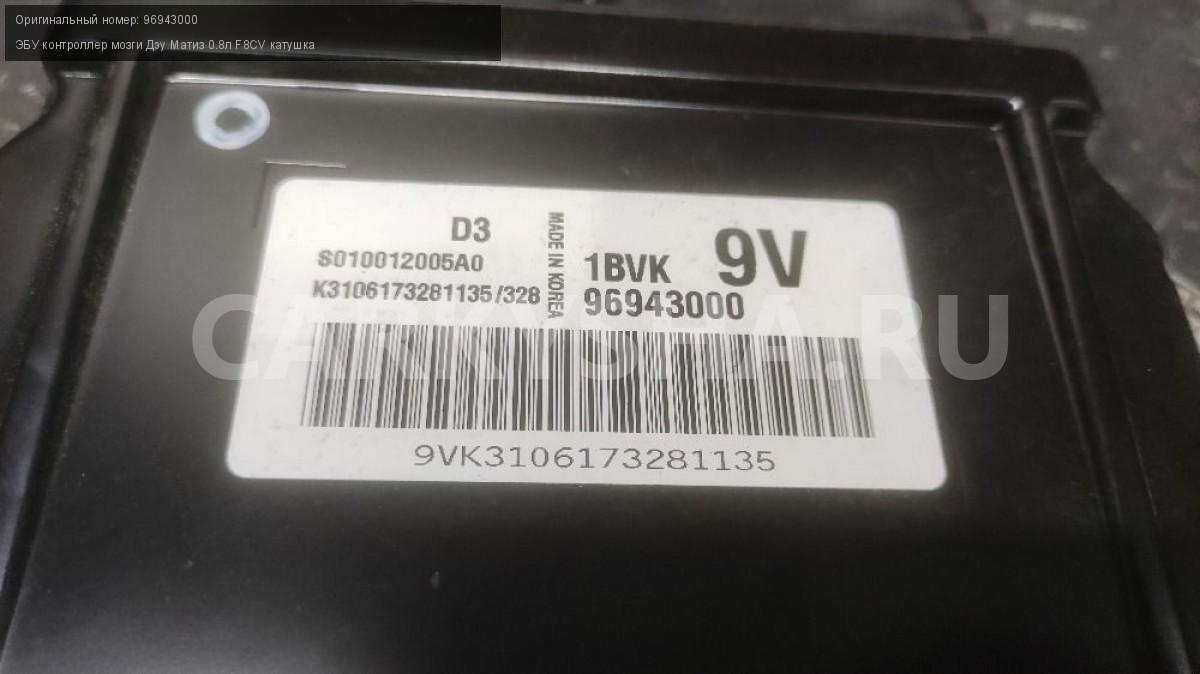 Оригинальный номер: 96943000
ЭБУ контроллер мозги Дэу Матиз 0.8л F8CV катушка
D3
S010012005A0
K3106173281135/328
MADE IN KOREA
1BVK
9V
96943000
CARKYSHA.RU
9VK3106173281135